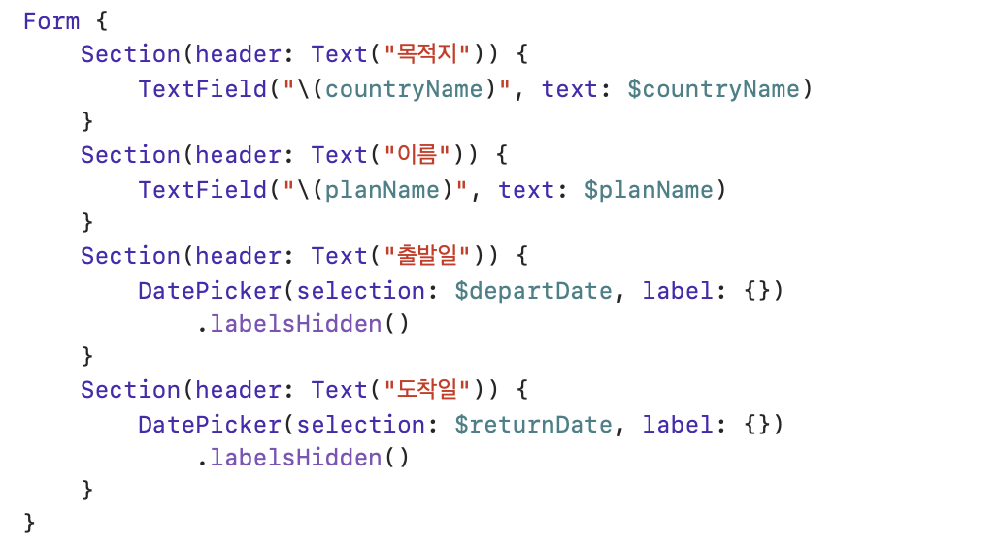 Form {
    Section(header: Text("목적지")) {
        TextField("\(countryName)", text: $countryName)
    }
    Section(header: Text("이름")) {
        TextField("\(planName)", text: $planName)
    }
    Section(header: Text("출발일")) {
        DatePicker(selection: $departDate, label: {})
            .labelsHidden()
    }
    Section(header: Text("도착일")) {
        DatePicker(selection: $returnDate, label: {})
            .labelsHidden()
    }
}